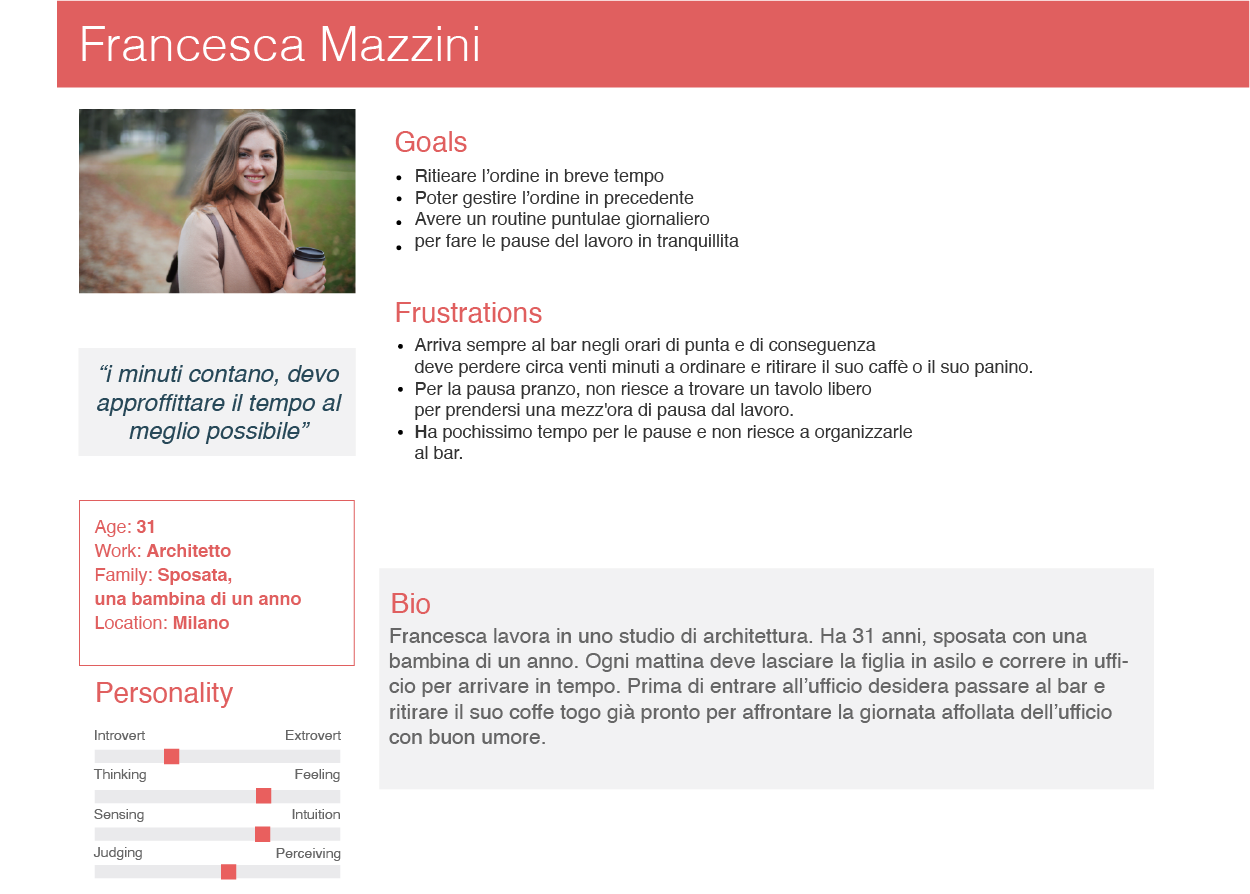 Francesca Mazzini
Goals
• Ritieare l’ordine in breve tempo
• Poter gestire l’ordine in precedente
• Avere un routine puntulae giornaliero
• per fare le pause del lavoro in tranquillita
Frustrations
• Arriva sempre al bar negli orari di punta e di conseguenza
deve perdere circa venti minuti a ordinare e ritirare il suo caffè o il suo panino.
• Per la pausa pranzo, non riesce a trovare un tavolo libero
per prendersi una mezz'ora di pausa dal lavoro.
• Ha pochissimo tempo per le pause e non riesce a organizzarle
al bar.
“i minuti contano, devo
approffittare il tempo al
meglio possibile”
Age: 31
Work: Architetto
Family: Sposata,
una bambina di un anno
Location: Milano
Personality
Introvert Extrovert
Thinking Feeling
Sensing Intuition
Judging Perceiving
Bio
Francesca lavora in uno studio di architettura. Ha 31 anni, sposata con una
bambina di un anno. Ogni mattina deve lasciare la figlia in asilo e correre in uffi-
cio per arrivare in tempo. Prima di entrare all’ufficio desidera passare al bar e
ritirare il suo coffe togo già pronto per affrontare la giornata affollata dell’ufficio
con buon umore.